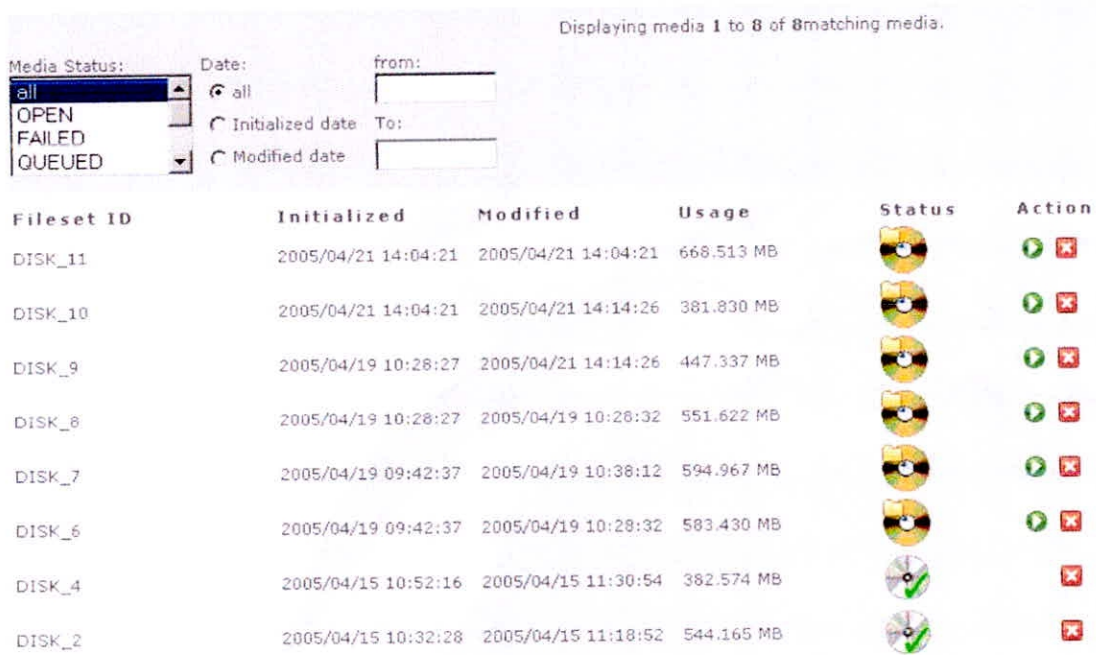 Displaying media 1 to 8 of 8matching media.
Media Status: Date: from:
all
OPEN
FAILED
QUEUED
all
Initialized date To:
Modified date
Fileset ID Initialized Modified Usage Status Action
DISK_11 2005/04/21 14:04:21 2005/04/21 14:04:21 668.513 MB
DISK_10 2005/04/21 14:04:21 2005/04/21 14:14:26 381.830 MB
DISK_9 2005/04/19 10:28:27 2005/04/21 14:14:26 447.337 MB
DISK_8 2005/04/19 10:28:27 2005/04/19 10:28:32 551.622 MB
DISK_7 2005/04/19 09:42:37 2005/04/19 10:38:12 594.967 MB
DISK_6 2005/04/19 09:42:37 2005/04/19 10:28:32 583.430 MB
DISK_4 2005/04/15 10:52:16 2005/04/15 11:30:54 382.574 MB
DISK_2 2005/04/15 10:32:28 2005/04/15 11:18:52 544.165 MB